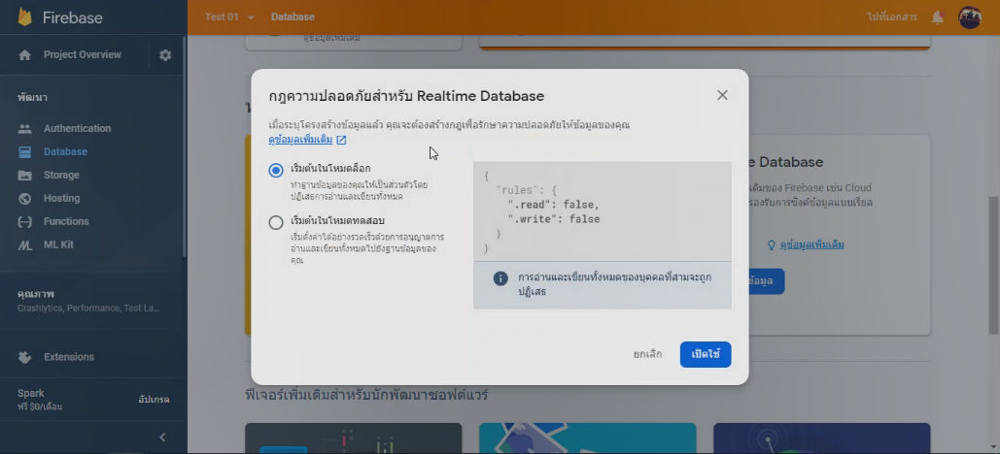 Firebase
Test 01
Database
ไปที่เอกสาร
Project Overview
ดูข้อมูลเพิ่มเติม
พัฒนา
Authentication
Database
Storage
Hosting
Functions
ML Kit
คุณภาพ
Crashlytics, Performance, Test La...
Extensions
Spark
ฟรี $0/เดือน
อัปเกรด
กฎความปลอดภัยสำหรับ Realtime Database
เมื่อระบุโครงสร้างข้อมูลแล้ว คุณจะต้องสร้างกฎเพื่อรักษาความปลอดภัยให้ข้อมูลของคุณ
ดูข้อมูลเพิ่มเติม
เริ่มต้นในโหมดล็อก
ทำฐานข้อมูลของคุณให้เป็นส่วนตัวโดย
ปฏิเสธการอ่านและเขียนทั้งหมด
เริ่มต้นในโหมดทดสอบ
เริ่มตั้งค่าได้อย่างรวดเร็วด้วยการอนุญาตการ
อ่านและเขียนทั้งหมดไปยังฐานข้อมูลของ
คุณ
{
"rules": {
".read": false,
".write": false
}
}
การอ่านและเขียนทั้งหมดของบุคคลที่สามจะถูก
ปฏิเสธ
ยกเลิก
เปิดใช้
e Database
เดิมของ Firebase เช่น Cloud
รองรับการซิงค์ข้อมูลแบบเรียล
ดูข้อมูลเพิ่มเติม
ข้อมูล
ฟีเจอร์เพิ่มเติมสำหรับนักพัฒนาซอฟต์แวร์